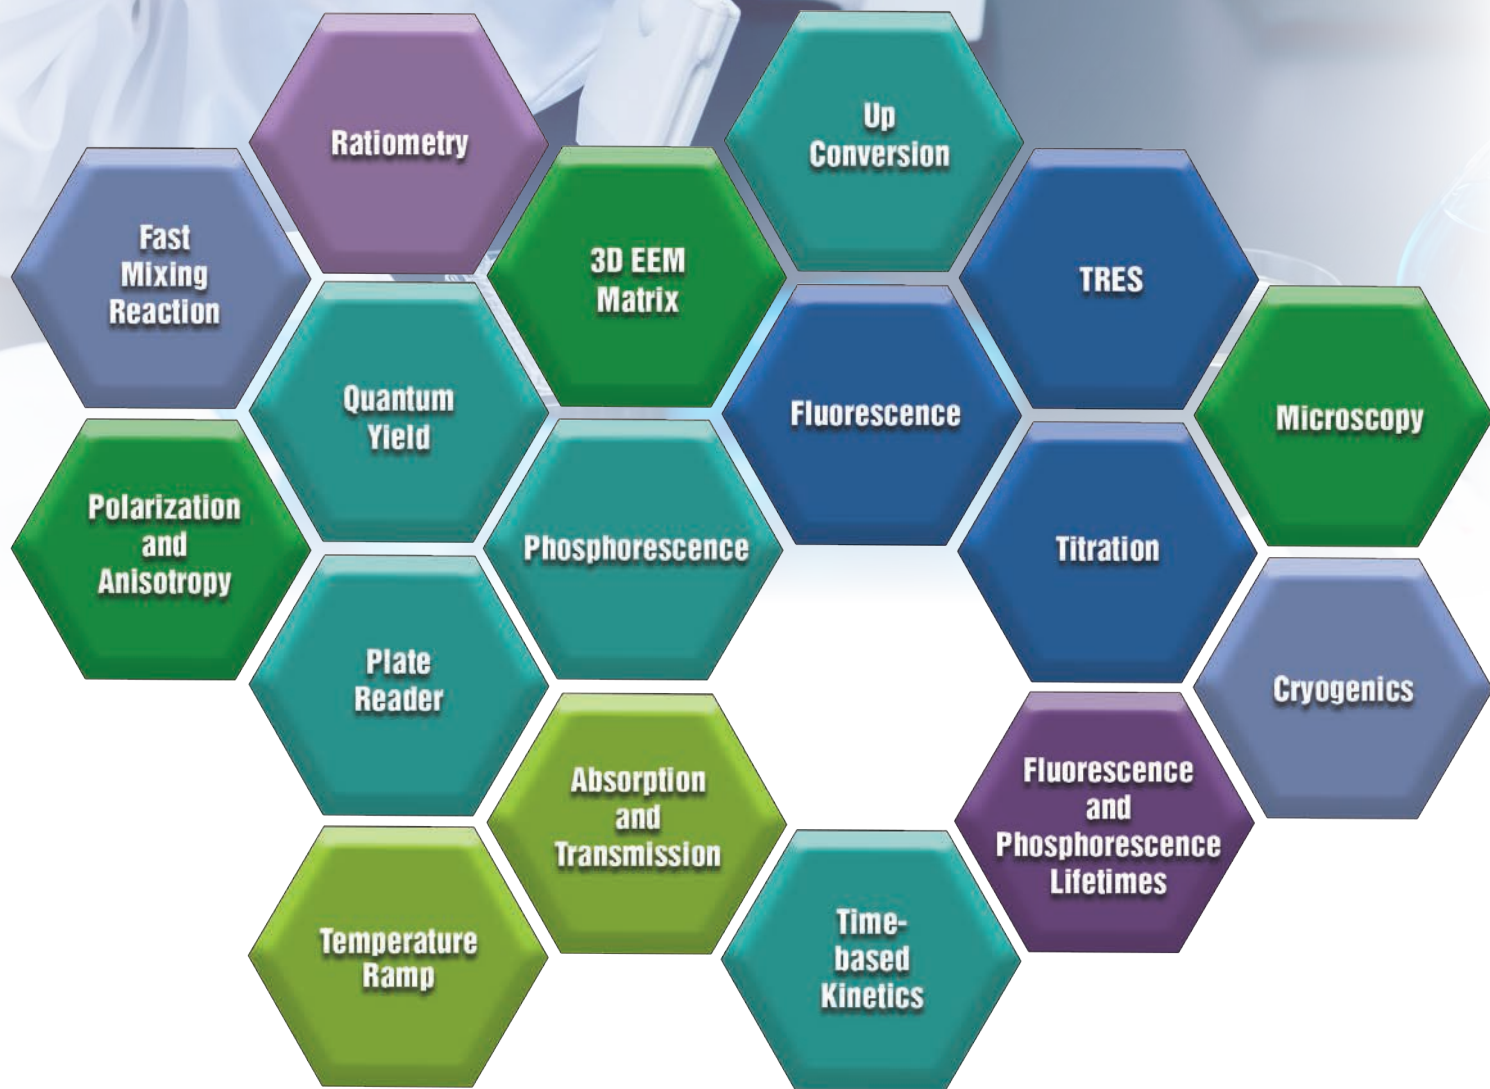 Ratiometry
Up
Conversion
Fast
Mixing
Reaction
3D EEM
Matrix
TRES
Quantum
Yield
Fluorescence
Microscopy
Polarization
and
Anisotropy
Phosphorescence
Titration
Plate
Reader
Cryogenics
Absorption
and
Transmission
Fluorescence
and
Phosphorescence
Lifetimes
Temperature
Ramp
Time-
based
Kinetics